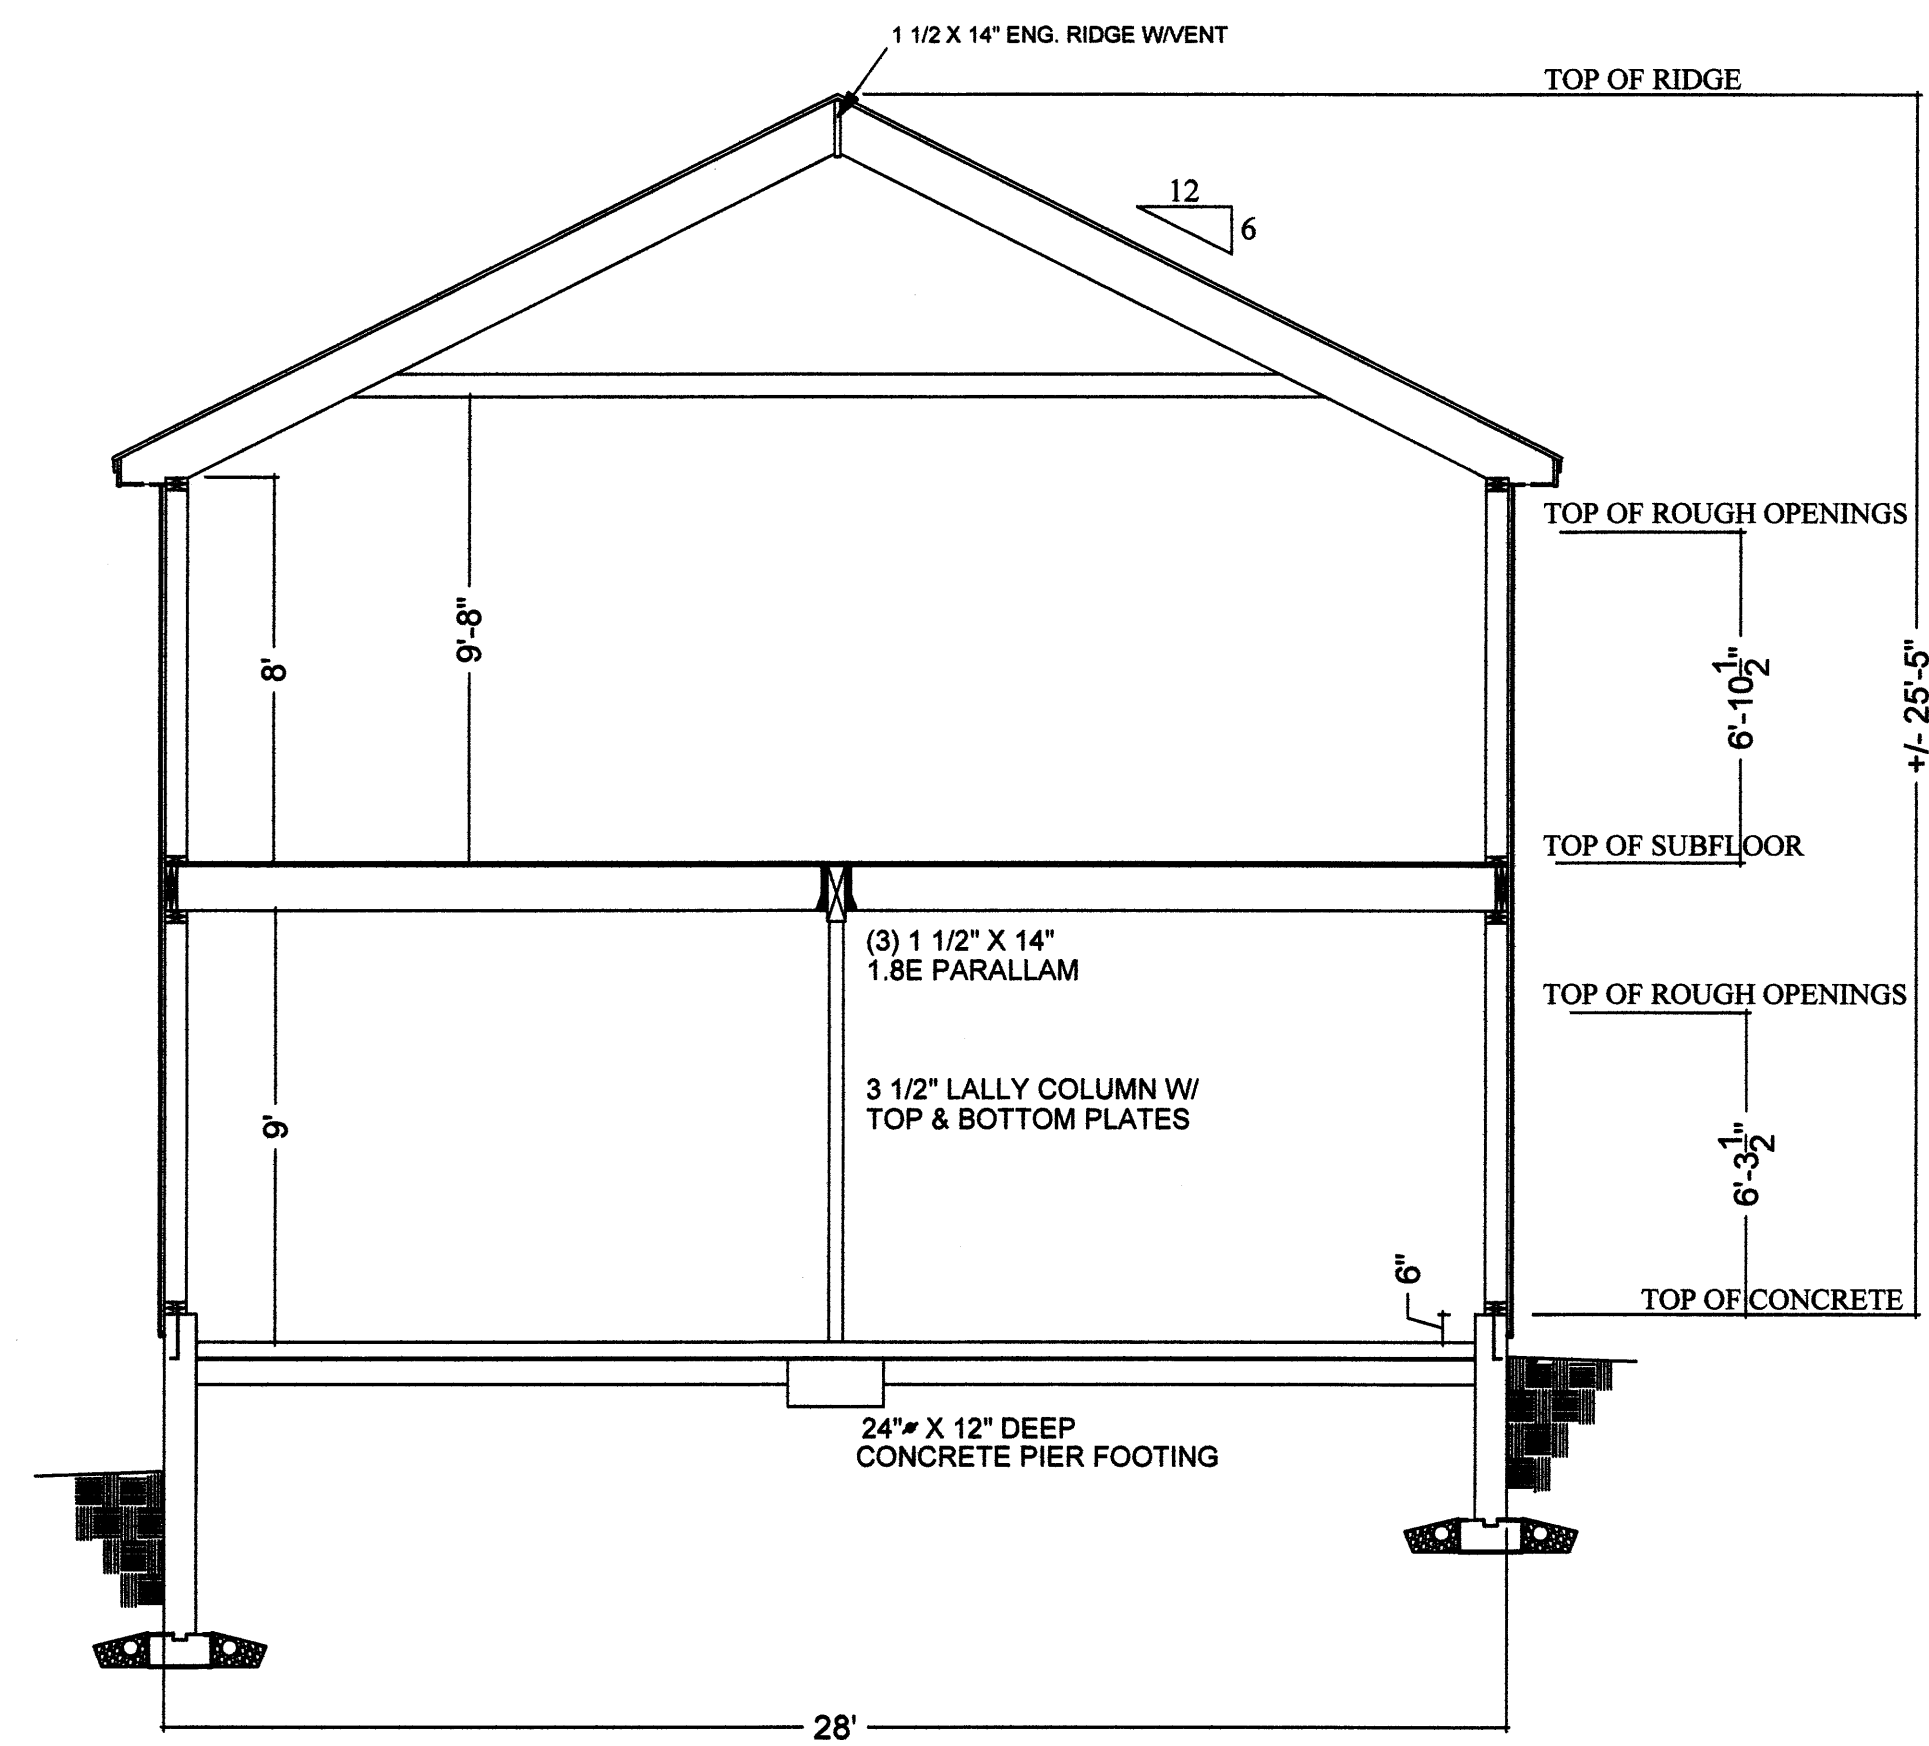 1 1/2 X 14" ENG. RIDGE W/VENT
TOP OF RIDGE
12
6
TOP OF ROUGH OPENINGS
8'
9'-8"
6'-10 1/2"
+/- 25'-5"
TOP OF SUBFLOOR
(3) 1 1/2" X 14"
1.8E PARALLAM
TOP OF ROUGH OPENINGS
9'
3 1/2" LALLY COLUMN W/
TOP & BOTTOM PLATES
6'-3 1/2"
6"
TOP OF CONCRETE
24"ø X 12" DEEP
CONCRETE PIER FOOTING
28'